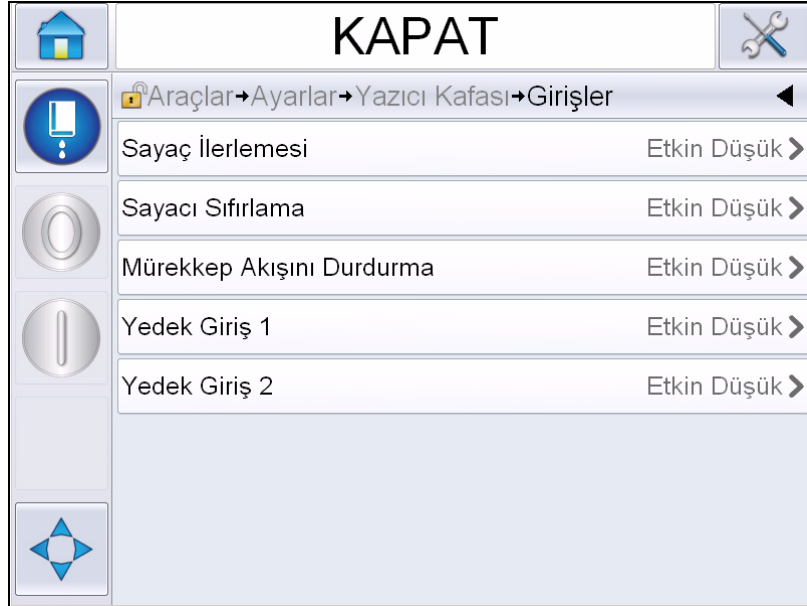 KAPAT
Araçlar→Ayarlar→Yazıcı Kafası→Girişler
Sayaç İlerlemesi Etkin Düşük
Sayacı Sıfırlama Etkin Düşük
Mürekkep Akışını Durdurma Etkin Düşük
Yedek Giriş 1 Etkin Düşük
Yedek Giriş 2 Etkin Düşük